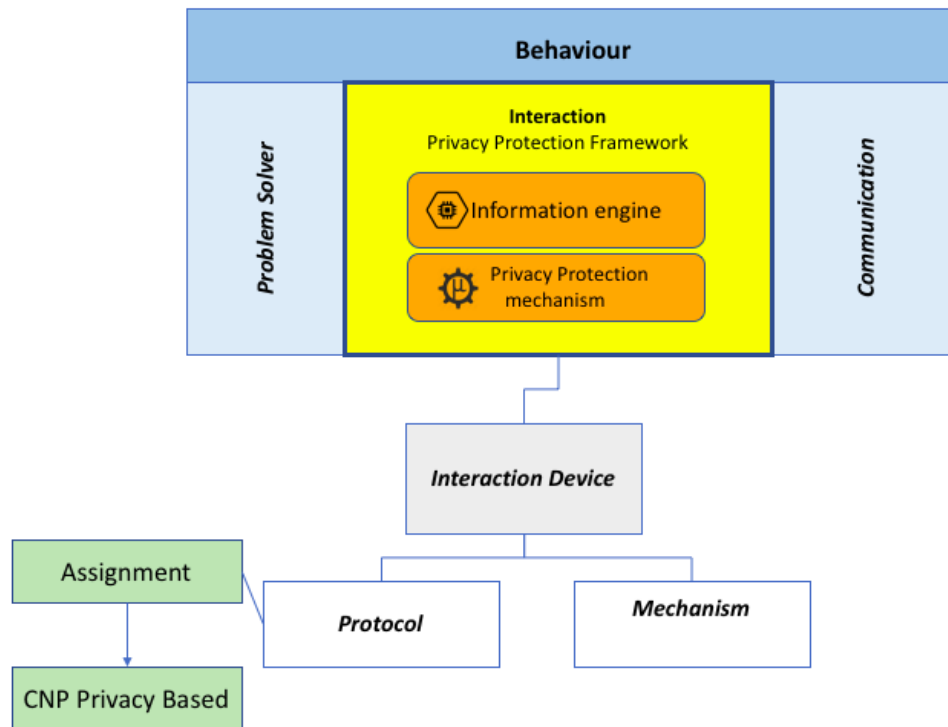 Behaviour
Problem Solver
Interaction
Privacy Protection Framework
Information engine
Privacy Protection
mechanism
Communication
Interaction Device
Assignment
Protocol
Mechanism
CNP Privacy Based